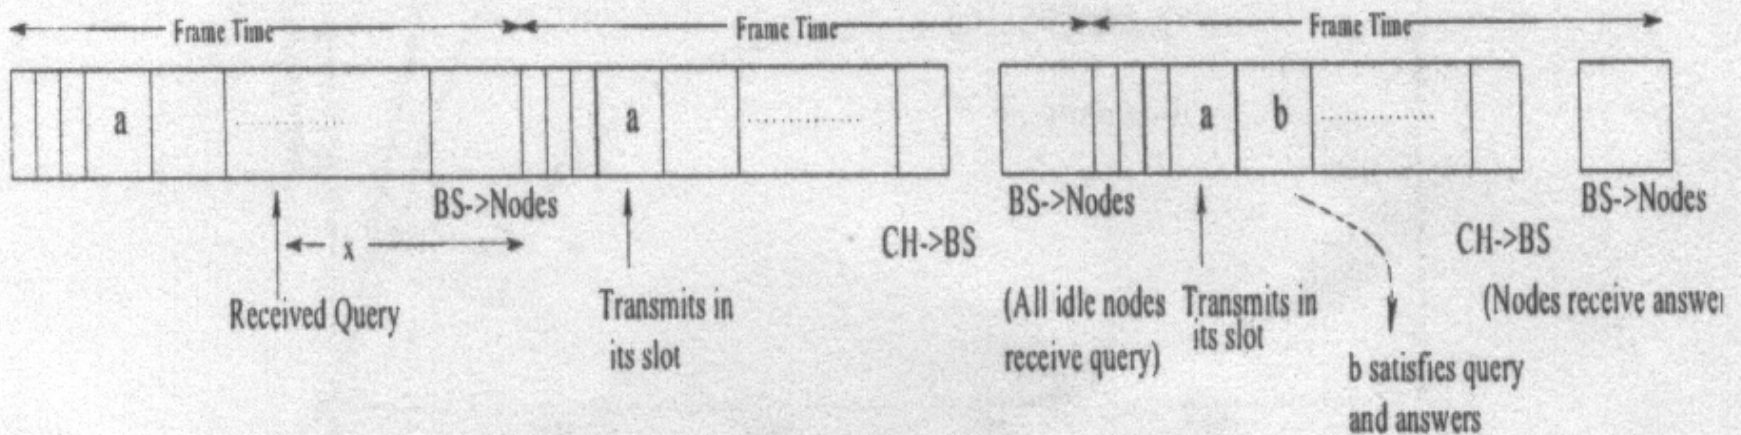 Frame Time Frame Time Frame Time
a a a b
BS->Nodes BS->Nodes BS->Nodes
x CH->BS CH->BS
Received Query
Transmits in
its slot
(All idle nodes
receive query)
Transmits in
its slot
(Nodes receive answer
b satisfies query
and answers